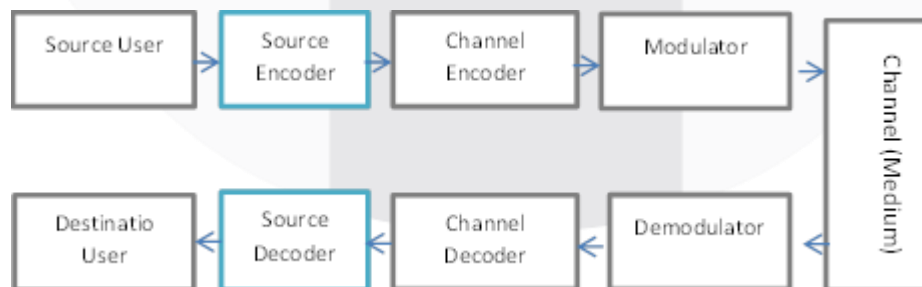 Source User
Source
Encoder
Channel
Encoder
Modulator
Channel (Medium)
Destinatio
User
Source
Decoder
Channel
Decoder
Demodulator